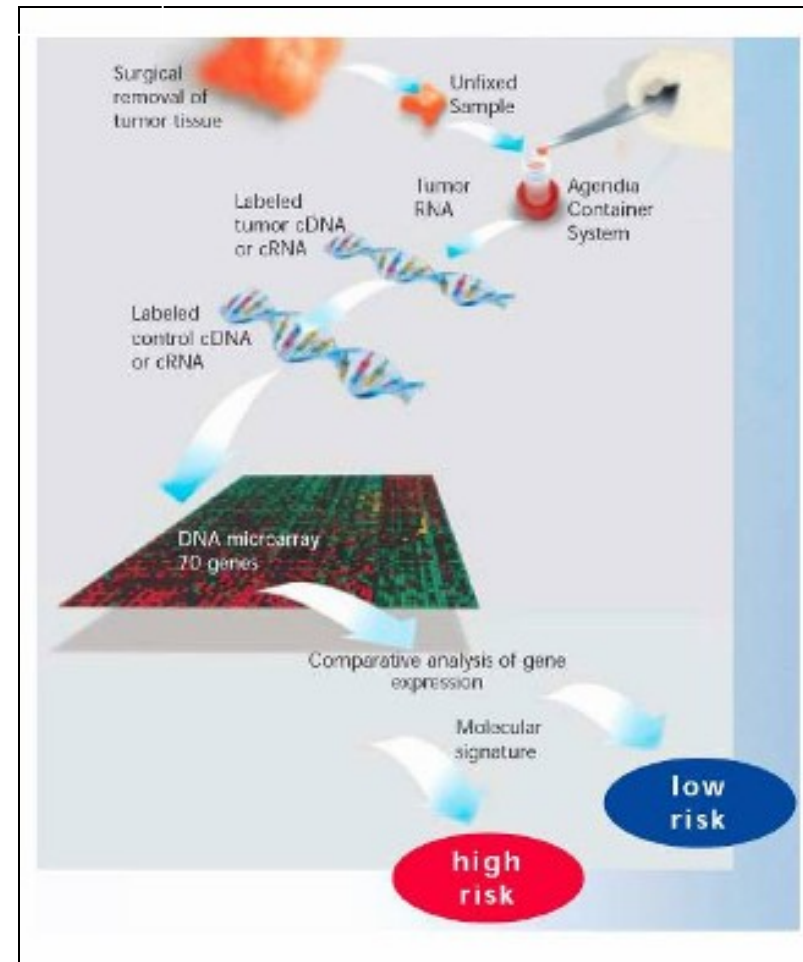 Surgical
removal of
tumor tissue
Unfixed
Sample
Tumor
RNA
Agendia
Container
System
Labeled
tumor cDNA
or cRNA
Labeled
control cDNA
or cRNA
DNA microarray
70 genes
Comparative analysis of gene
expression
Molecular
signature
low
risk
high
risk